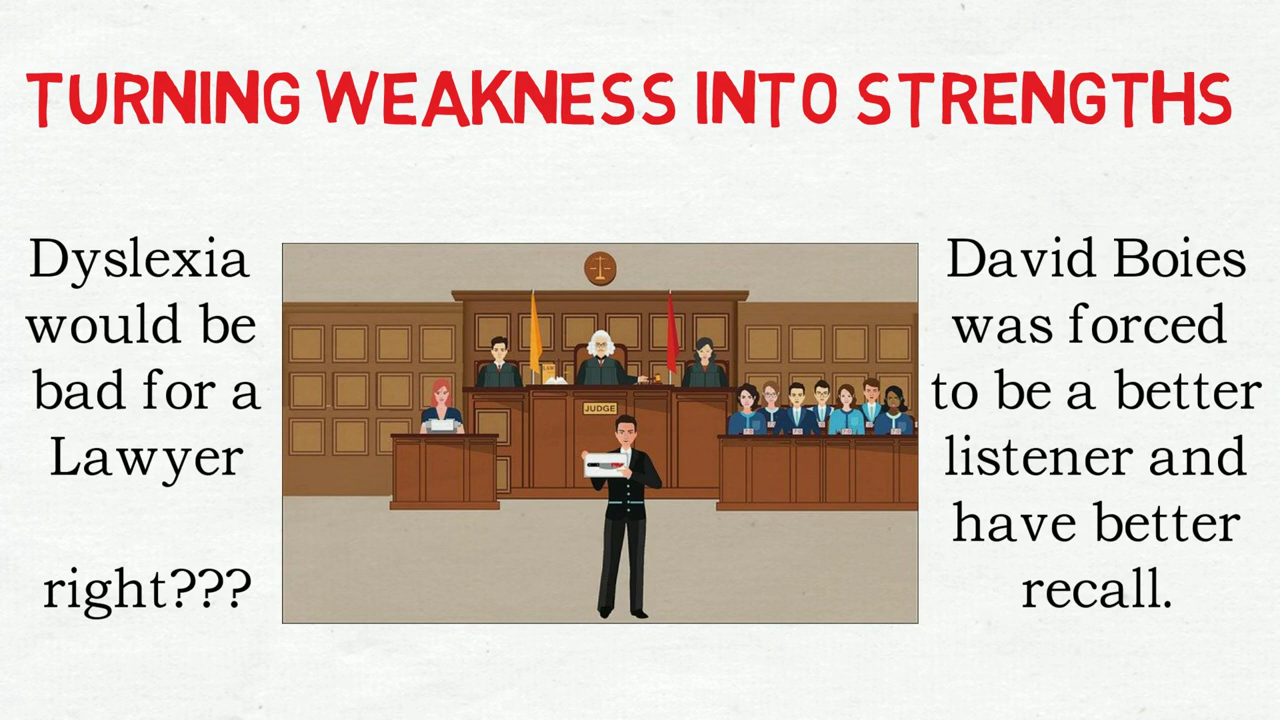 TURNING WEAKNESS INTO STRENGTHS
Dyslexia
would be
bad for a
Lawyer
right???
JUDGE
David Boies
was forced
to be a better
listener and
have better
recall.